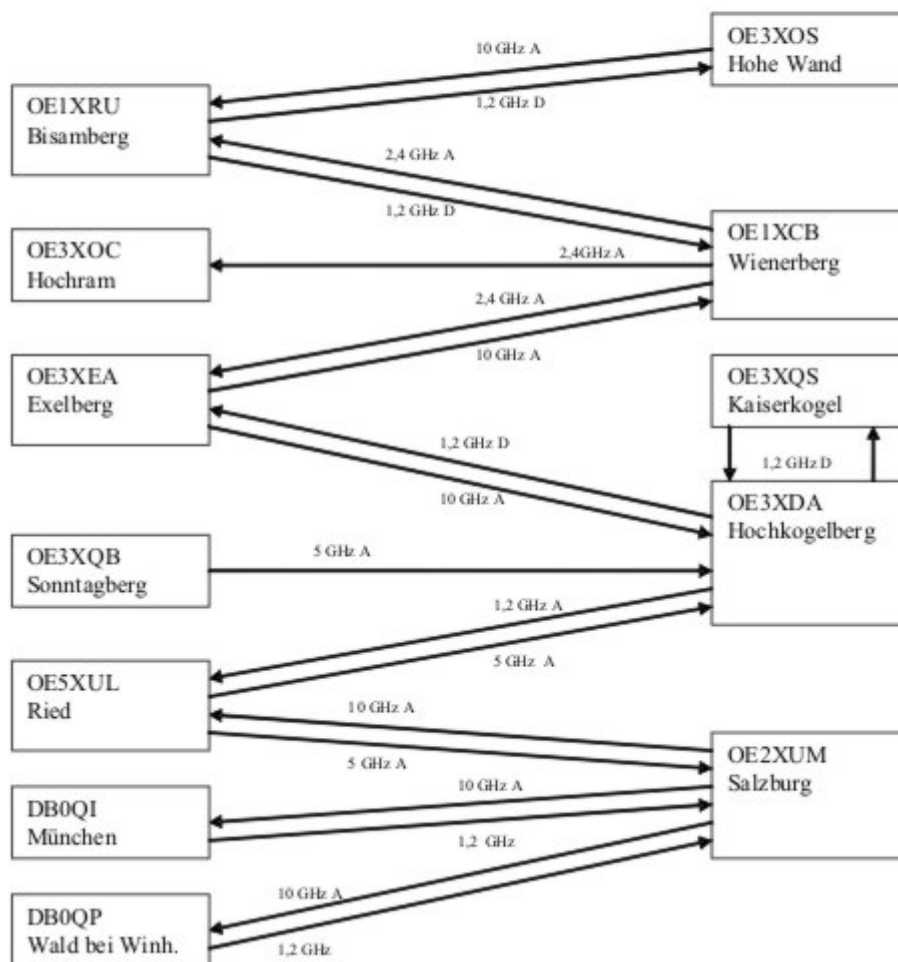 OE3XOS
Hohe Wand
10 GHz A
1,2 GHz D
OE1XRU
Bisamberg
2,4 GHz A
1,2 GHz D
OE1XCB
Wienerberg
OE3XOC
Hochram
2,4GHz A
2,4 GHz A
10 GHz A
OE3XEA
Exelberg
OE3XQS
Kaiserkogel
1,2 GHz D
1,2 GHz D
10 GHz A
OE3XDA
Hochkogelberg
OE3XQB
Sonntagberg
5 GHz A
1,2 GHz A
5 GHz A
OE5XUL
Ried
10 GHz A
5 GHz A
OE2XUM
Salzburg
DB0QI
München
10 GHz A
1,2 GHz
10 GHz A
DB0QP
Wald bei Winh.
1,2 GHz